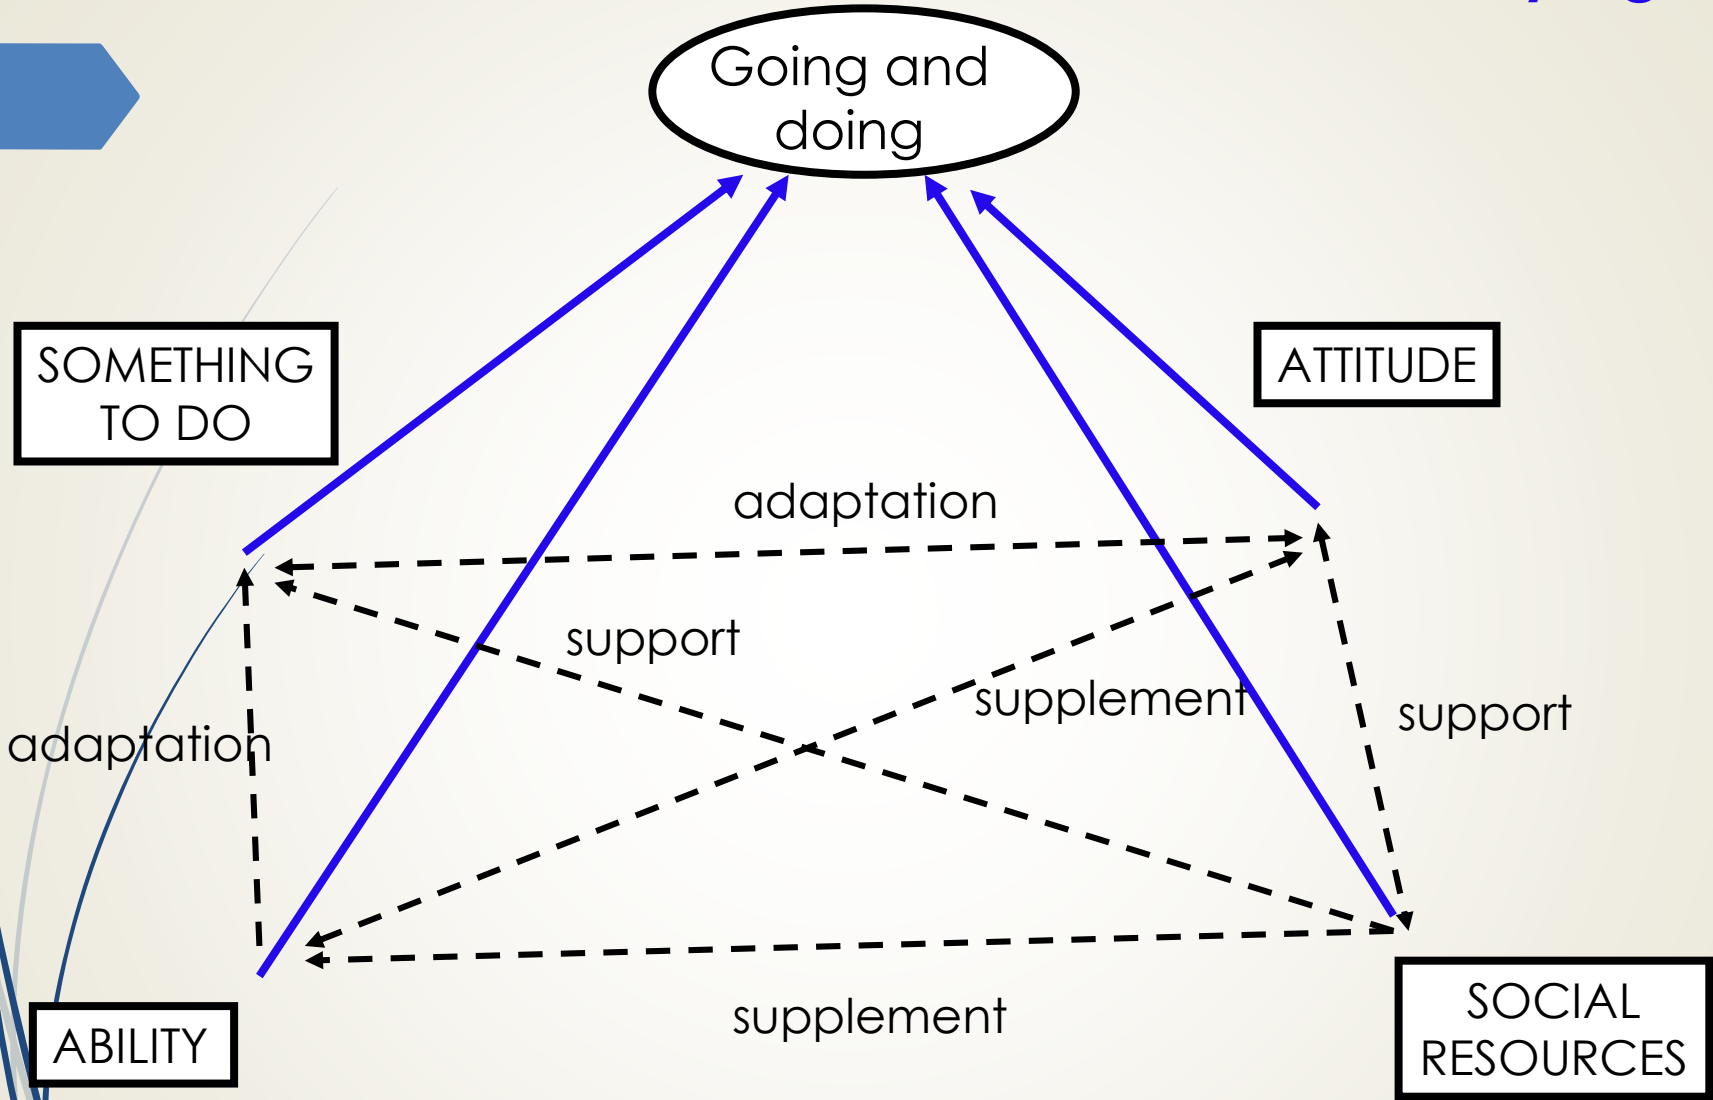 Going and
doing
SOMETHING
TO DO
ATTITUDE
adaptation
support
supplement
support
adaptation
supplement
ABILITY
SOCIAL
RESOURCES